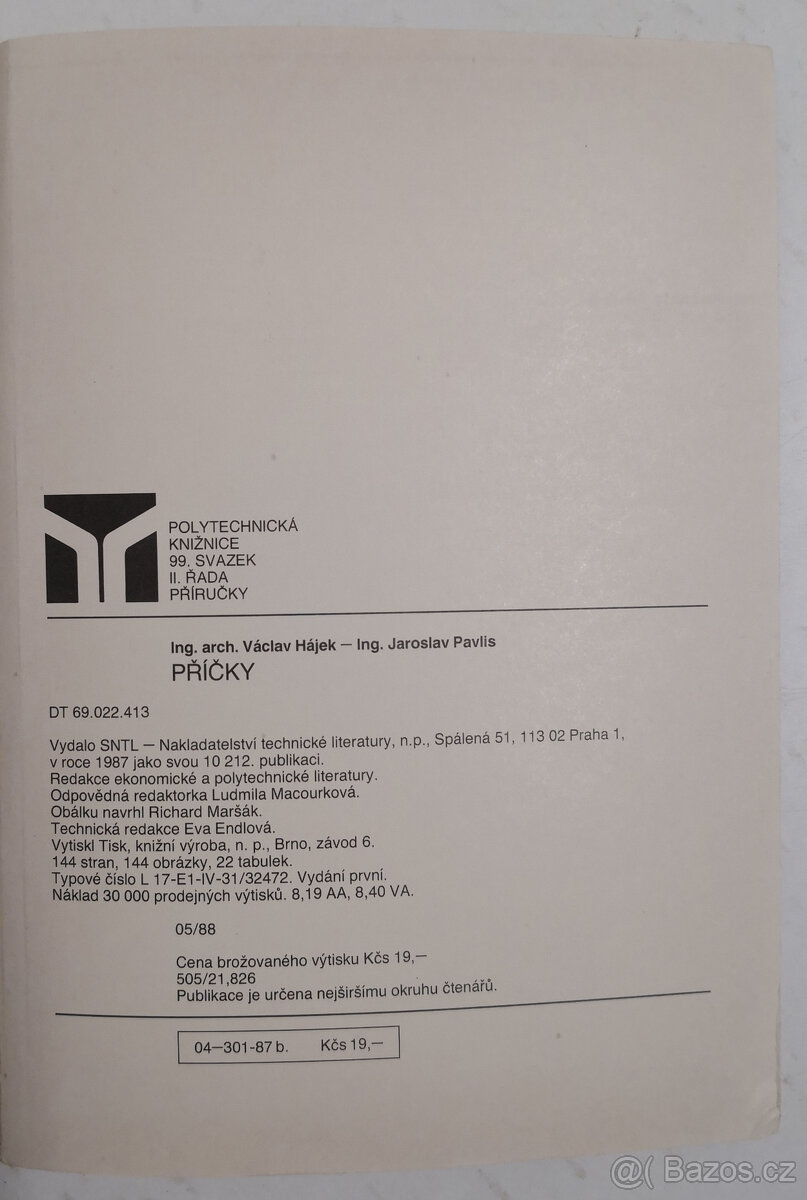 POLYTECHNICKÁ
KNIŽNICE
99. SVAZEK
II. ŘADA
PŘÍRUČKY
Ing. arch. Václav Hájek — Ing. Jaroslav Pavlis
PŘÍČKY
DT 69.022.413
Vydalo SNTL — Nakladatelství technické literatury, n.p., Spálená 51, 113 02 Praha 1,
v roce 1987 jako svou 10 212. publikaci.
Redakce ekonomické a polytechnické literatury.
Odpovědná redaktorka Ludmila Macourková.
Obálku navrhl Richard Maršák.
Technická redakce Eva Endlová.
Vytiskl Tisk, knižní výroba, n. p., Brno, závod 6.
144 stran, 144 obrázky, 22 tabulek.
Typové číslo L 17-E1-IV-31/32472. Vydání první.
Náklad 30 000 prodejných výtisků. 8,19 AA, 8,40 VA.
05/88
Cena brožovaného výtisku Kčs 19,—
505/21,826
Publikace je určena nejširšímu okruhu čtenářů.
04—301-87 b. Kčs 19,—
@( Bazos.cz